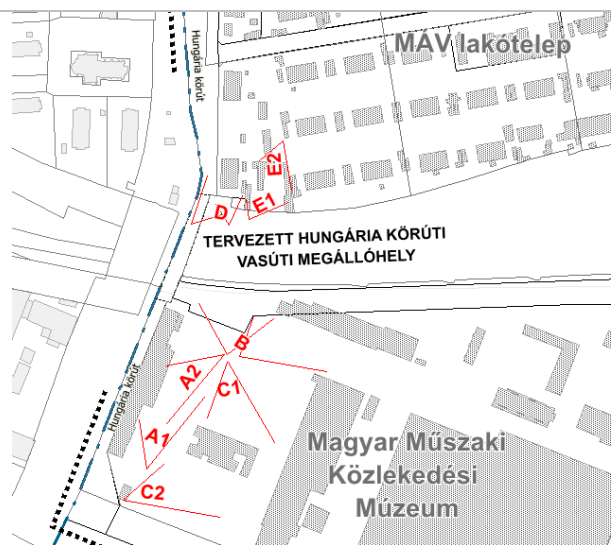 Hungária körút
MÁV lakótelep
E2
D
E1
TERVEZETT HUNGÁRIA KÖRÚTI
VASÚTI MEGÁLLÓHELY
B
A2
C1
Hungária körút
A1
Magyar Műszaki
Közlekedési
Múzeum
C2